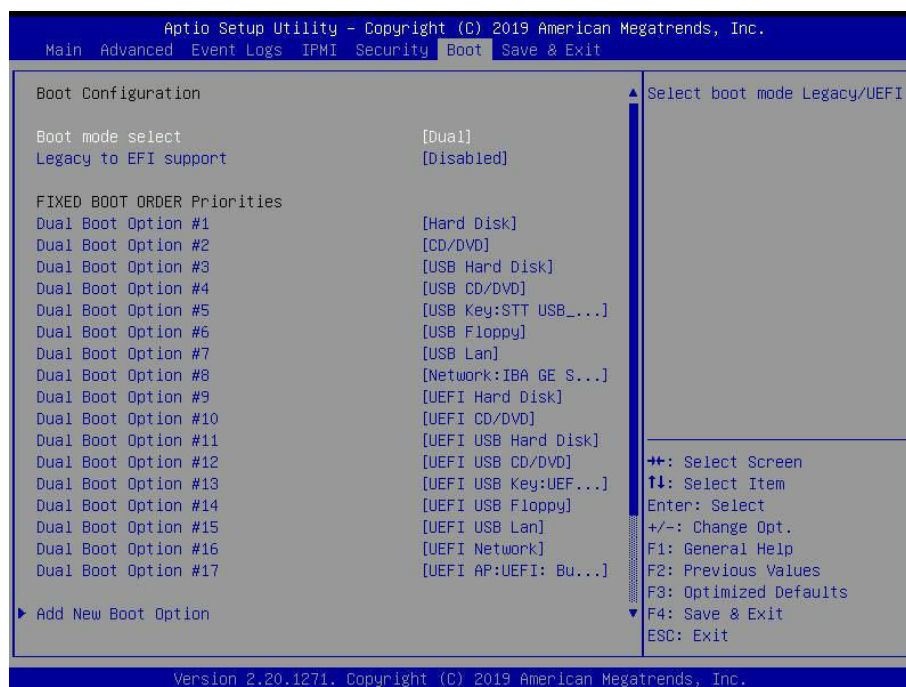 Aptio Setup Utility – Copyright (C) 2019 American Megatrends, Inc.
Main Advanced Event Logs IPMI Security Boot Save & Exit
Boot Configuration
Boot mode select [Dual]
Legacy to EFI support [Disabled]
FIXED BOOT ORDER Priorities
Dual Boot Option #1 [Hard Disk]
Dual Boot Option #2 [CD/DVD]
Dual Boot Option #3 [USB Hard Disk]
Dual Boot Option #4 [USB CD/DVD]
Dual Boot Option #5 [USB Key:STT USB_...]
Dual Boot Option #6 [USB Floppy]
Dual Boot Option #7 [USB Lan]
Dual Boot Option #8 [Network:IBA GE S...]
Dual Boot Option #9 [UEFI Hard Disk]
Dual Boot Option #10 [UEFI CD/DVD]
Dual Boot Option #11 [UEFI USB Hard Disk]
Dual Boot Option #12 [UEFI USB CD/DVD]
Dual Boot Option #13 [UEFI USB Key:UEF...]
Dual Boot Option #14 [UEFI USB Floppy]
Dual Boot Option #15 [UEFI USB Lan]
Dual Boot Option #16 [UEFI Network]
Dual Boot Option #17 [UEFI AP:UEFI: Bu...]
Add New Boot Option
Select boot mode Legacy/UEFI
→←: Select Screen
↑↓: Select Item
Enter: Select
+/-: Change Opt.
F1: General Help
F2: Previous Values
F3: Optimized Defaults
F4: Save & Exit
ESC: Exit
Version 2.20.1271. Copyright (C) 2019 American Megatrends, Inc.